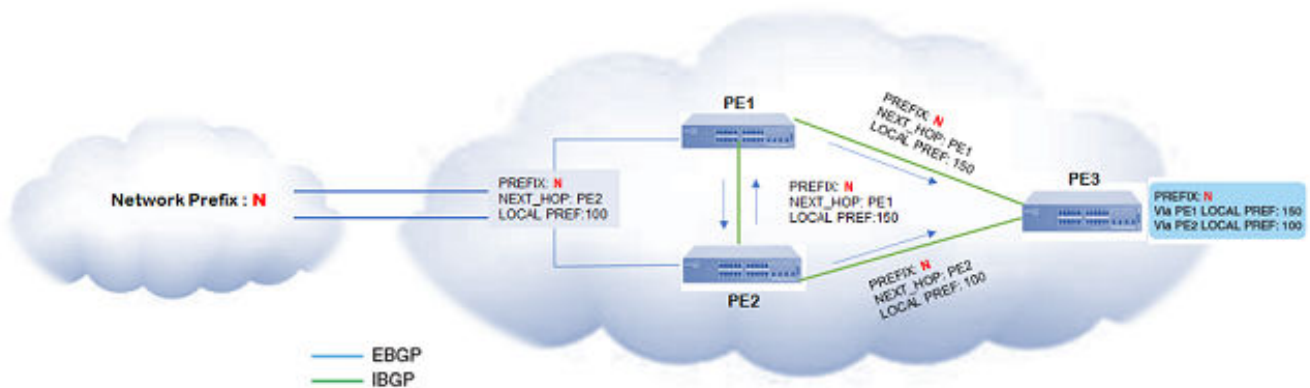 Network Prefix : N
PREFIX: N
NEXT_HOP: PE2
LOCAL PREF:100
PE1
PREFIX: N
NEXT_HOP: PE1
LOCAL PREF:150
PE2
PREFIX: N
NEXT_HOP: PE1
LOCAL PREF: 150
PREFIX: N
NEXT_HOP: PE2
LOCAL PREF: 100
PE3
PREFIX: N
Via PE1 LOCAL PREF: 150
Via PE2 LOCAL PREF: 100
EBGP
IBGP